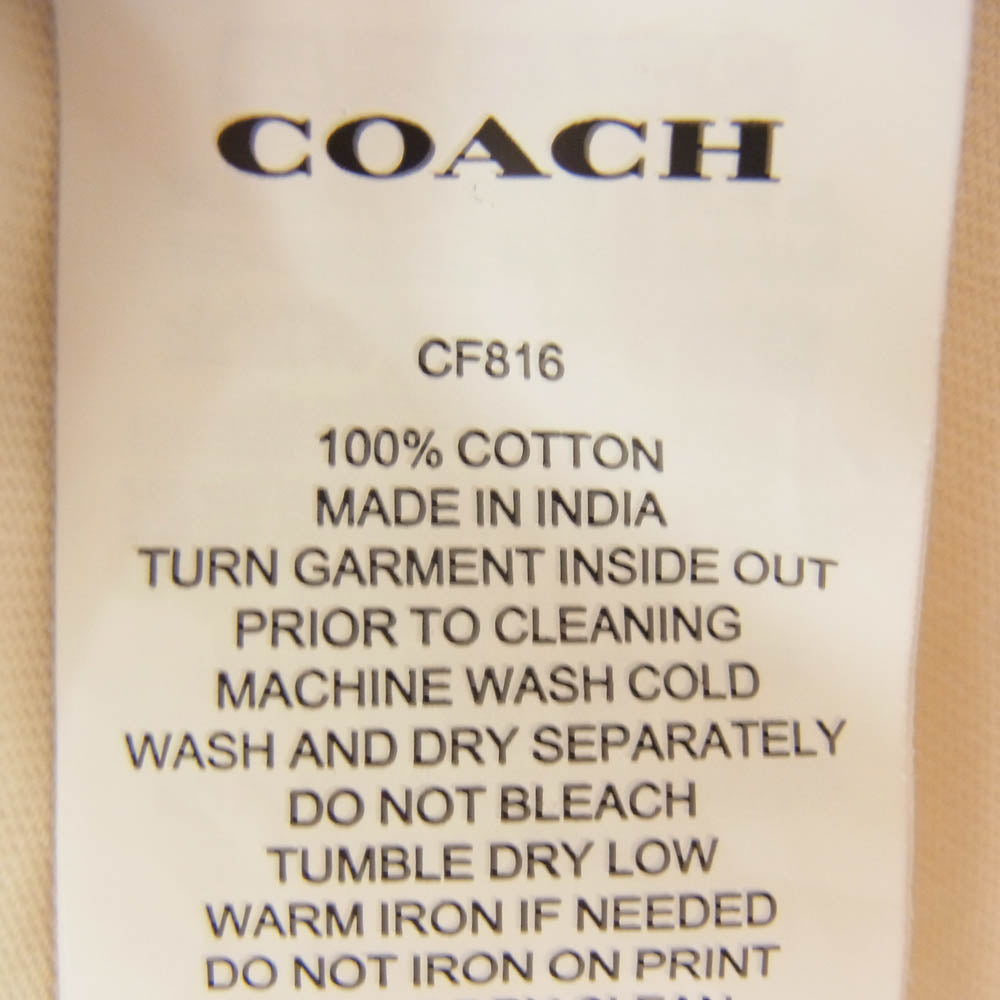 COACH
CF816
100% COTTON
MADE IN INDIA
TURN GARMENT INSIDE OUT
PRIOR TO CLEANING
MACHINE WASH COLD
WASH AND DRY SEPARATELY
DO NOT BLEACH
TUMBLE DRY LOW
WARM IRON IF NEEDED
DO NOT IRON ON PRINT